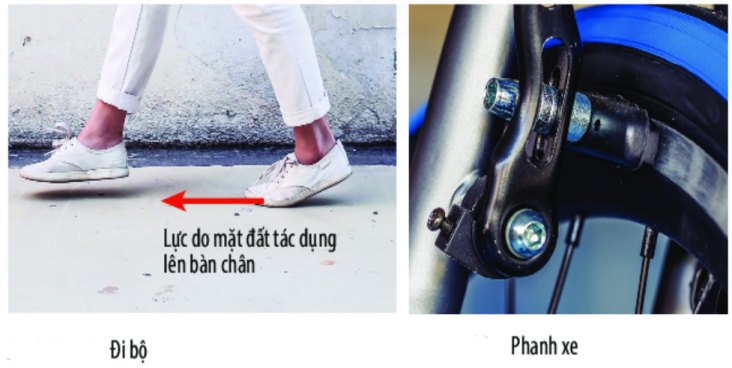 Lực do mặt đất tác dụng
lên bàn chân
Đi bộ
Phanh xe